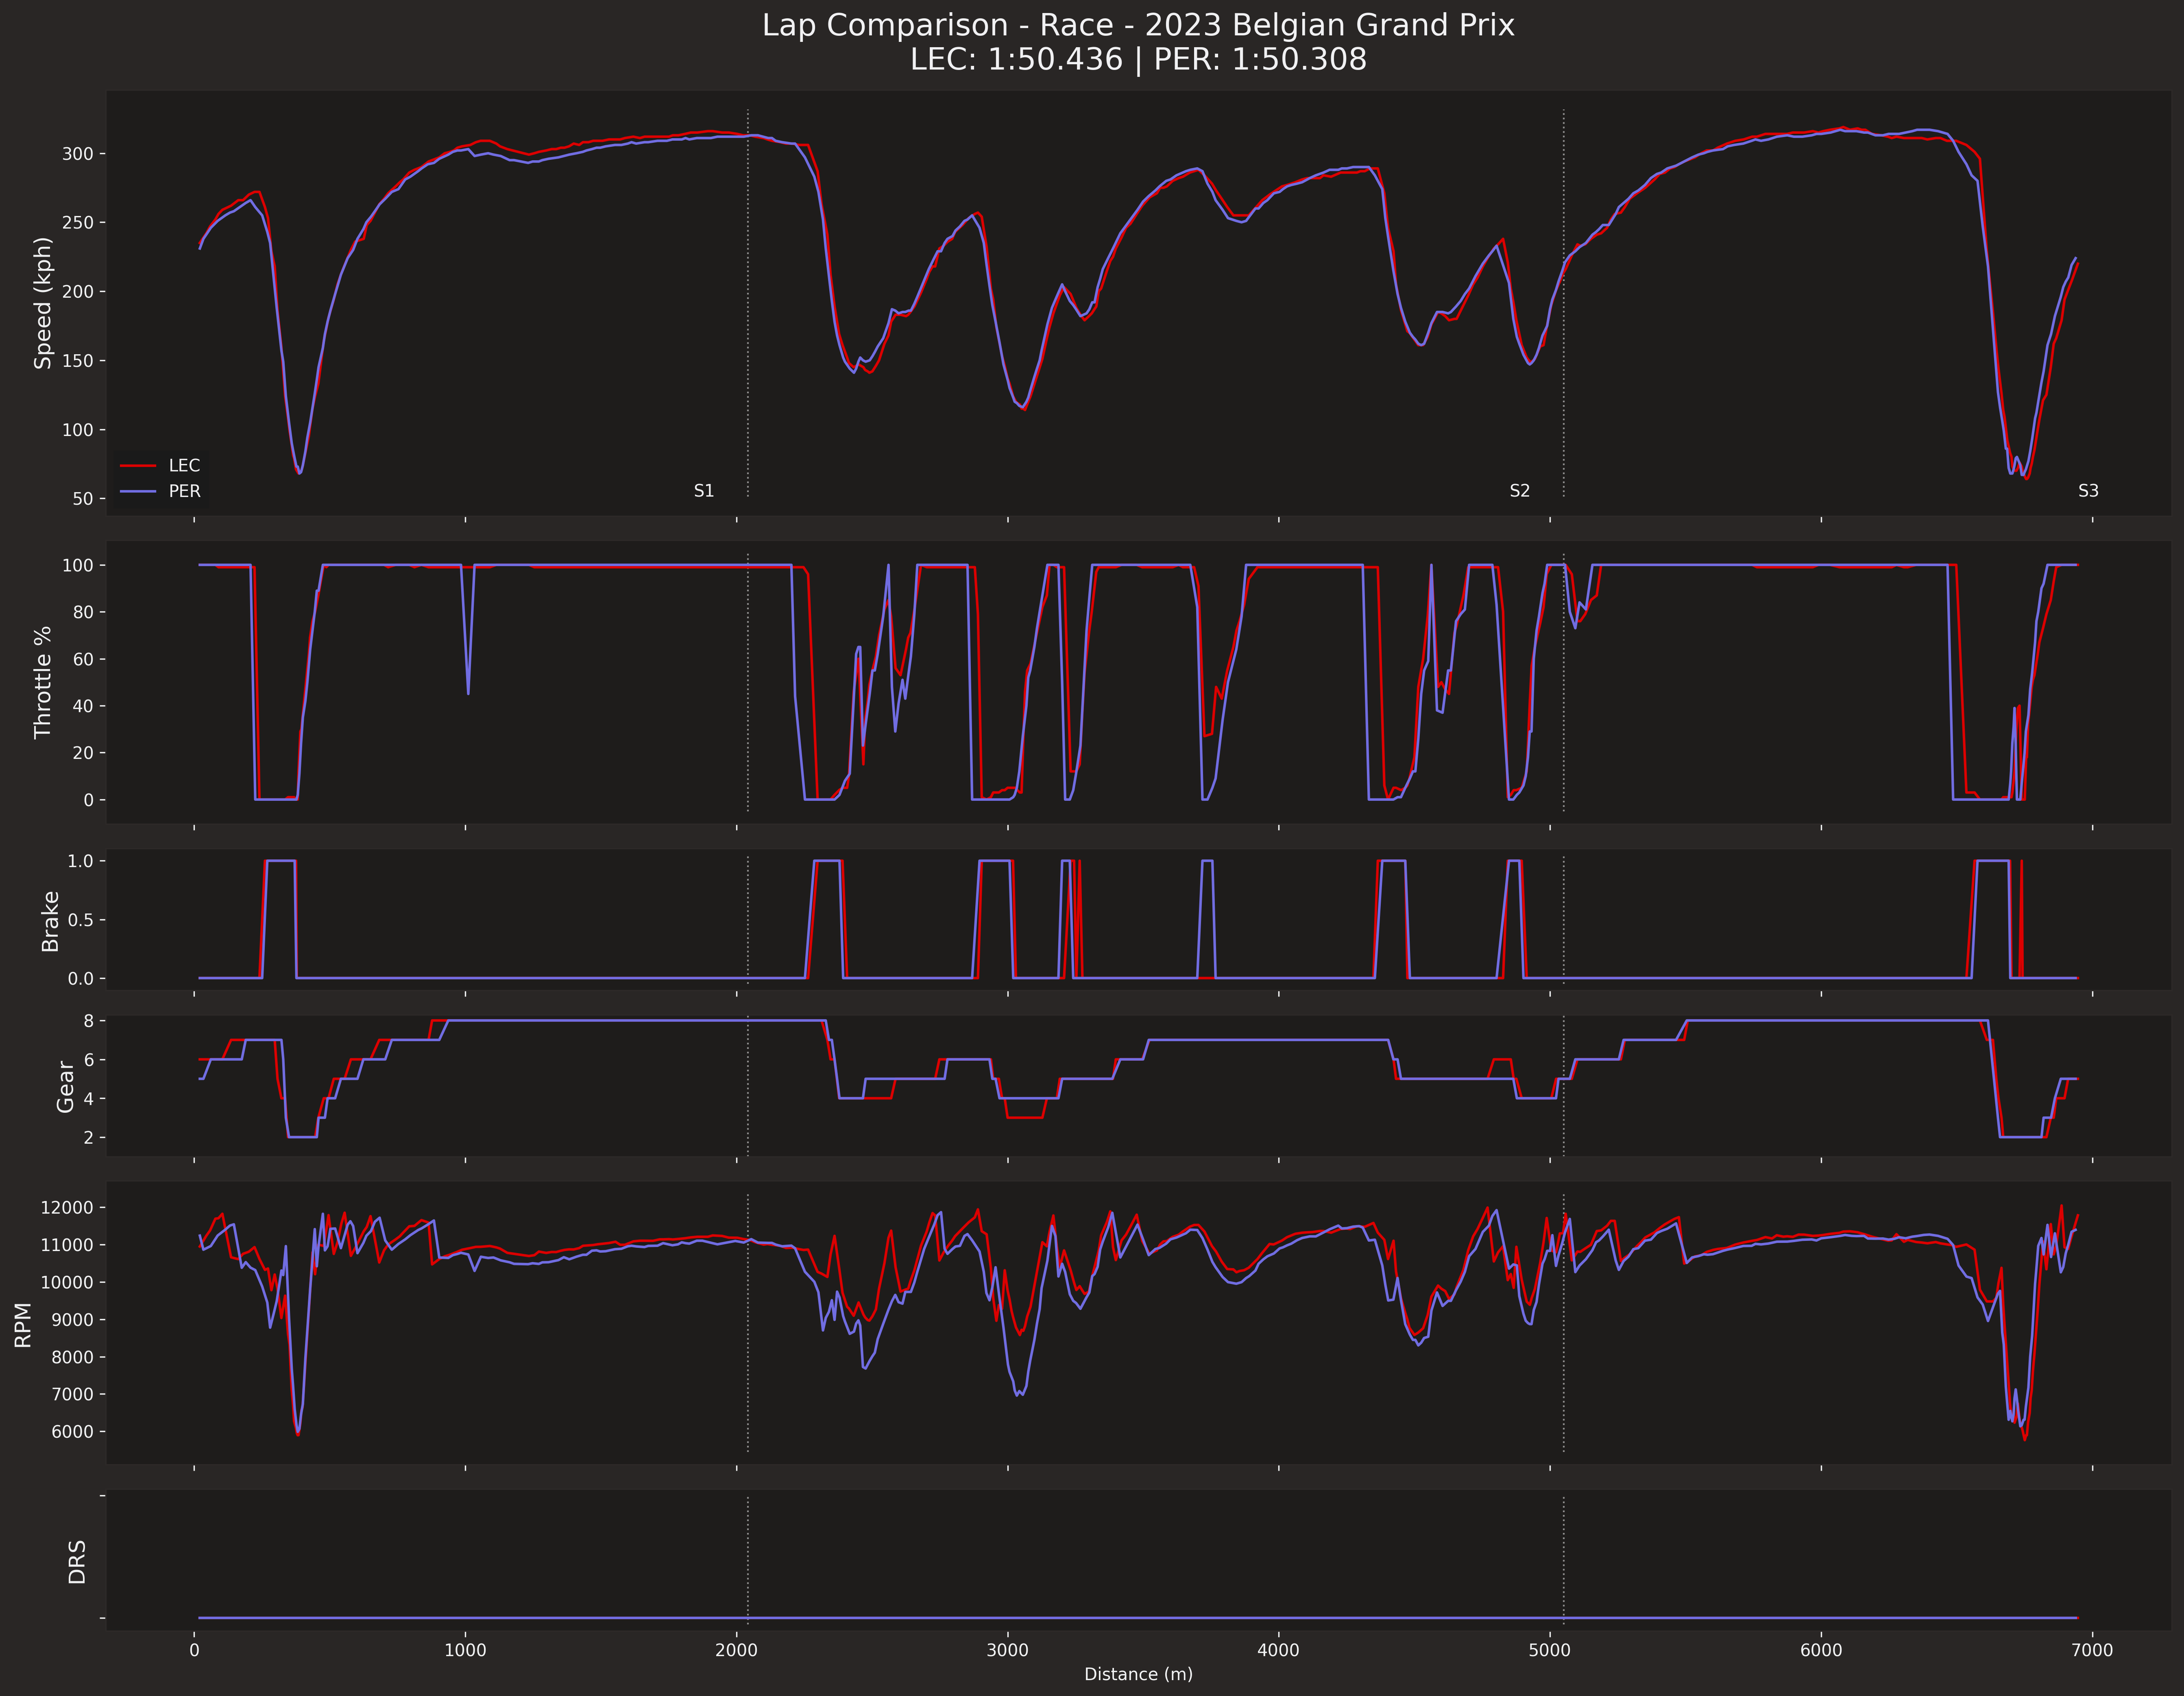 Lap Comparison - Race - 2023 Belgian Grand Prix
LEC: 1:50.436 | PER: 1:50.308
Speed (kph)
300
250
200
150
100
50
LEC
PER
S1
S2
S3
Throttle %
100
80
60
40
20
0
Brake
1.0
0.5
0.0
Gear
8
6
4
2
RPM
12000
11000
10000
9000
8000
7000
6000
DRS
0
1000
2000
3000
4000
5000
6000
7000
Distance (m)